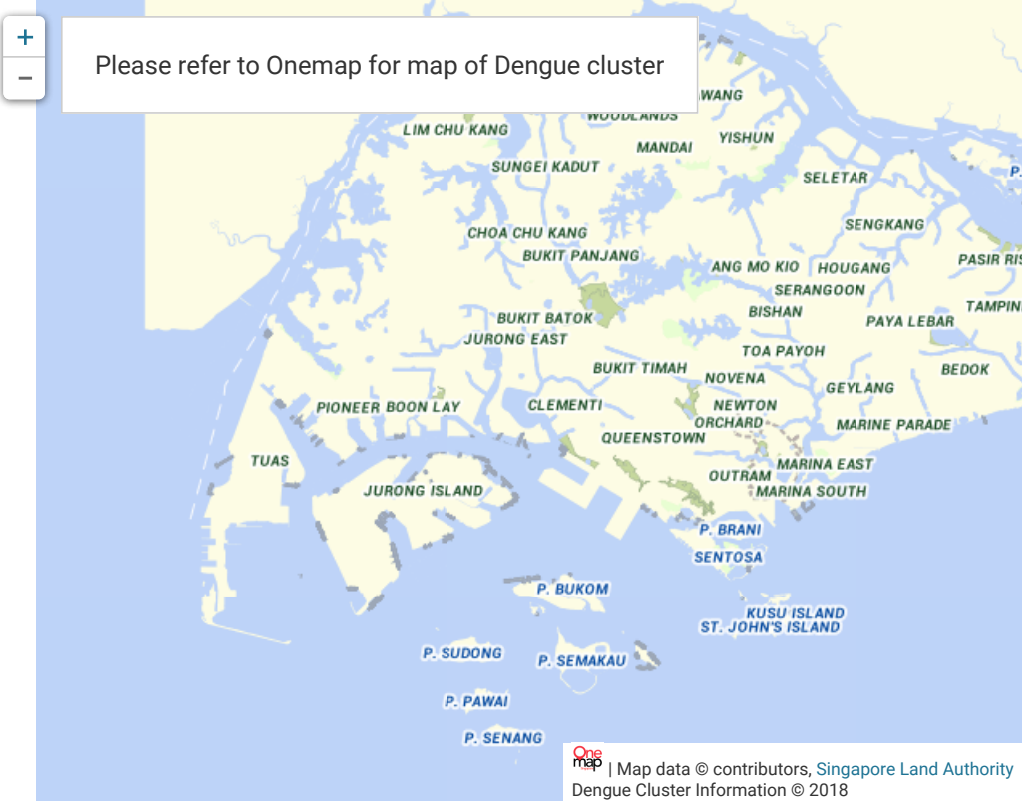 +
Please refer to Onemap for map of Dengue cluster
−
WANG
WOODLANDS
LIM CHU KANG
YISHUN
MANDAI
SUNGEI KADUT
P.
SELETAR
SENGKANG
CHOA CHU KANG
BUKIT PANJANG
PASIR RIS
ANG MO KIO
HOUGANG
SERANGOON
TAMPIN
BISHAN
BUKIT BATOK
PAYA LEBAR
JURONG EAST
TOA PAYOH
BUKIT TIMAH
BEDOK
NOVENA
GEYLANG
PIONEER
BOON LAY
CLEMENTI
NEWTON
ORCHARD
MARINE PARADE
QUEENSTOWN
TUAS
MARINA EAST
OUTRAM
JURONG ISLAND
MARINA SOUTH
P. BRANI
SENTOSA
P. BUKOM
KUSU ISLAND
ST. JOHN'S ISLAND
P. SUDONG
P. SEMAKAU
P. PAWAI
P. SENANG
One
map | Map data © contributors, Singapore Land Authority
Dengue Cluster Information © 2018